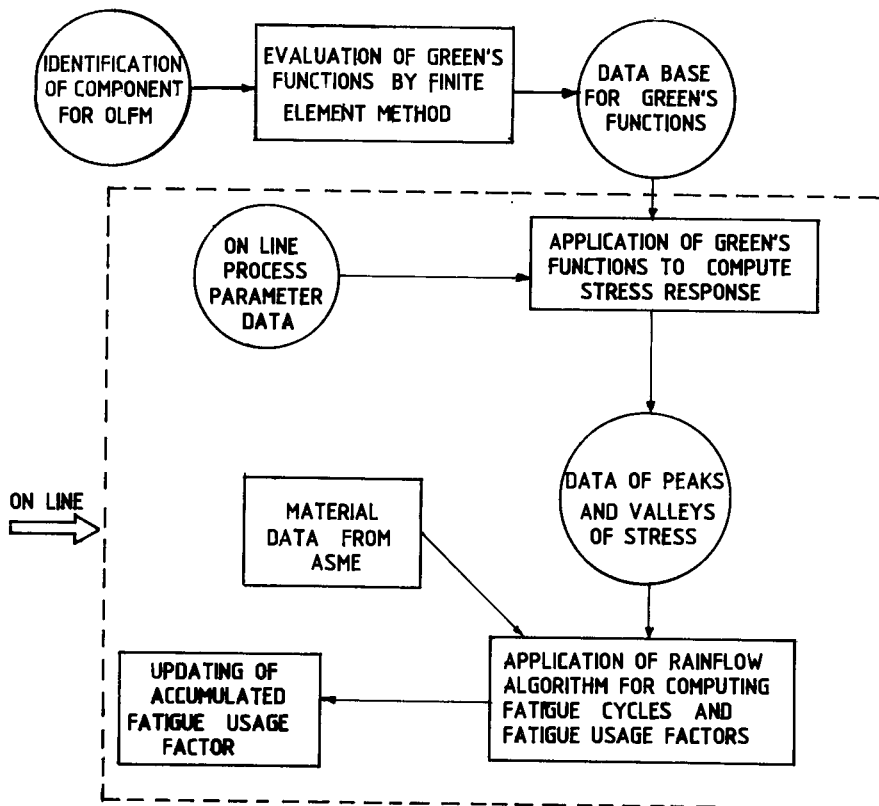 IDENTIFICATION
OF COMPONENT
FOR OLFM
EVALUATION OF GREEN'S
FUNCTIONS BY FINITE
ELEMENT METHOD
DATA BASE
FOR GREEN'S
FUNCTIONS
ON LINE
PROCESS
PARAMETER
DATA
APPLICATION OF GREEN'S
FUNCTIONS TO COMPUTE
STRESS RESPONSE
ON LINE
MATERIAL
DATA FROM
ASME
DATA OF PEAKS
AND VALLEYS
OF STRESS
UPDATING OF
ACCUMULATED
FATIGUE USAGE
FACTOR
APPLICATION OF RAINFLOW
ALGORITHM FOR COMPUTING
FATIGUE CYCLES AND
FATIGUE USAGE FACTORS